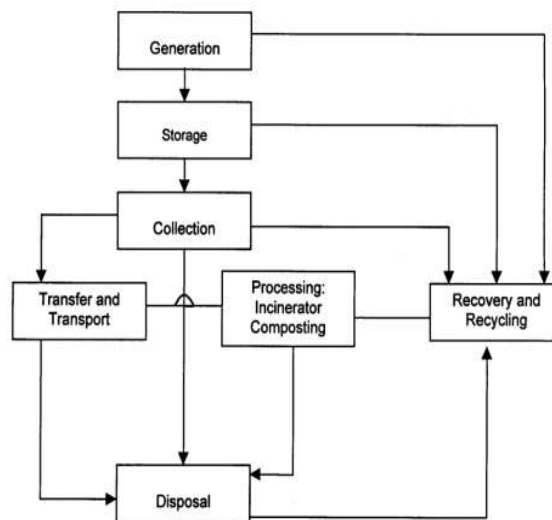 Generation
Storage
Collection
Transfer and
Transport
Processing:
Incinerator
Composting
Recovery and
Recycling
Disposal